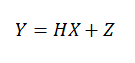 Y = HX + Z